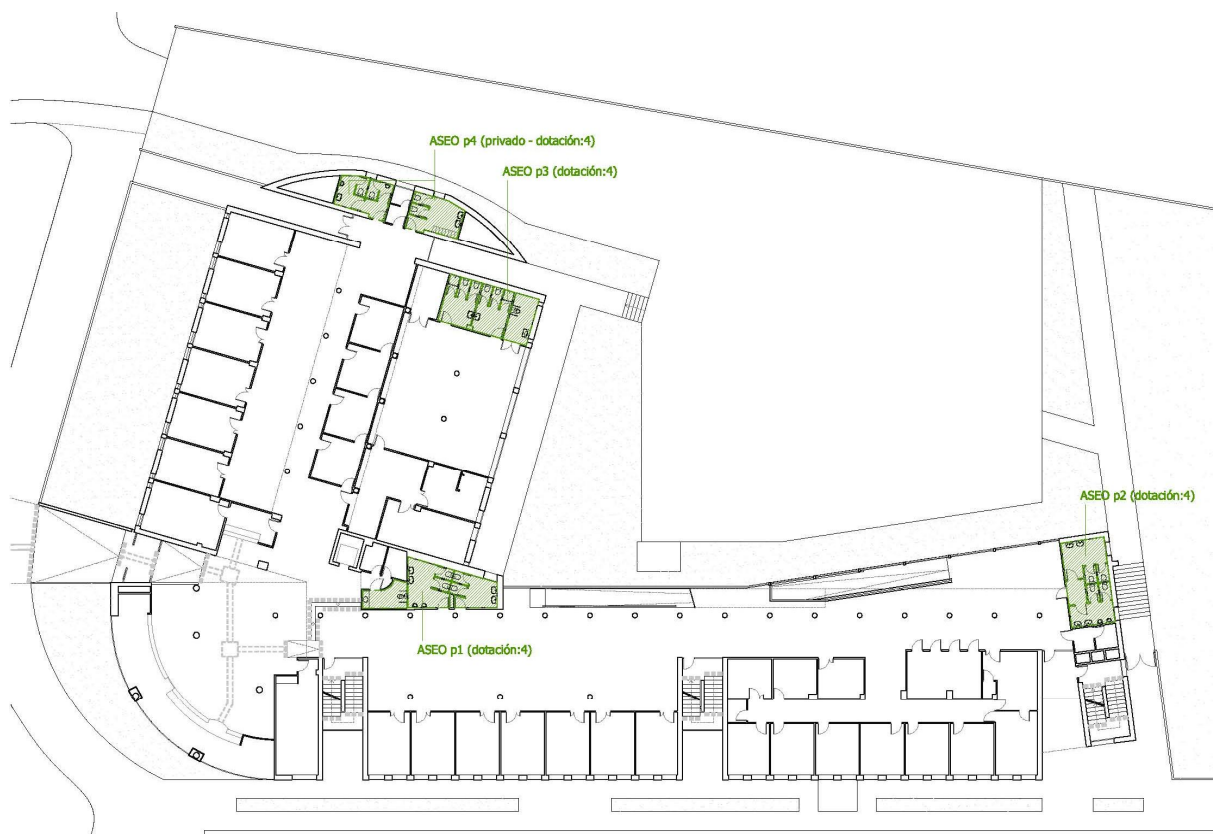 ASEO p4 (privado - dotación:4)
ASEO p3 (dotación:4)
ASEO p2 (dotación:4)
ASEO p1 (dotación:4)